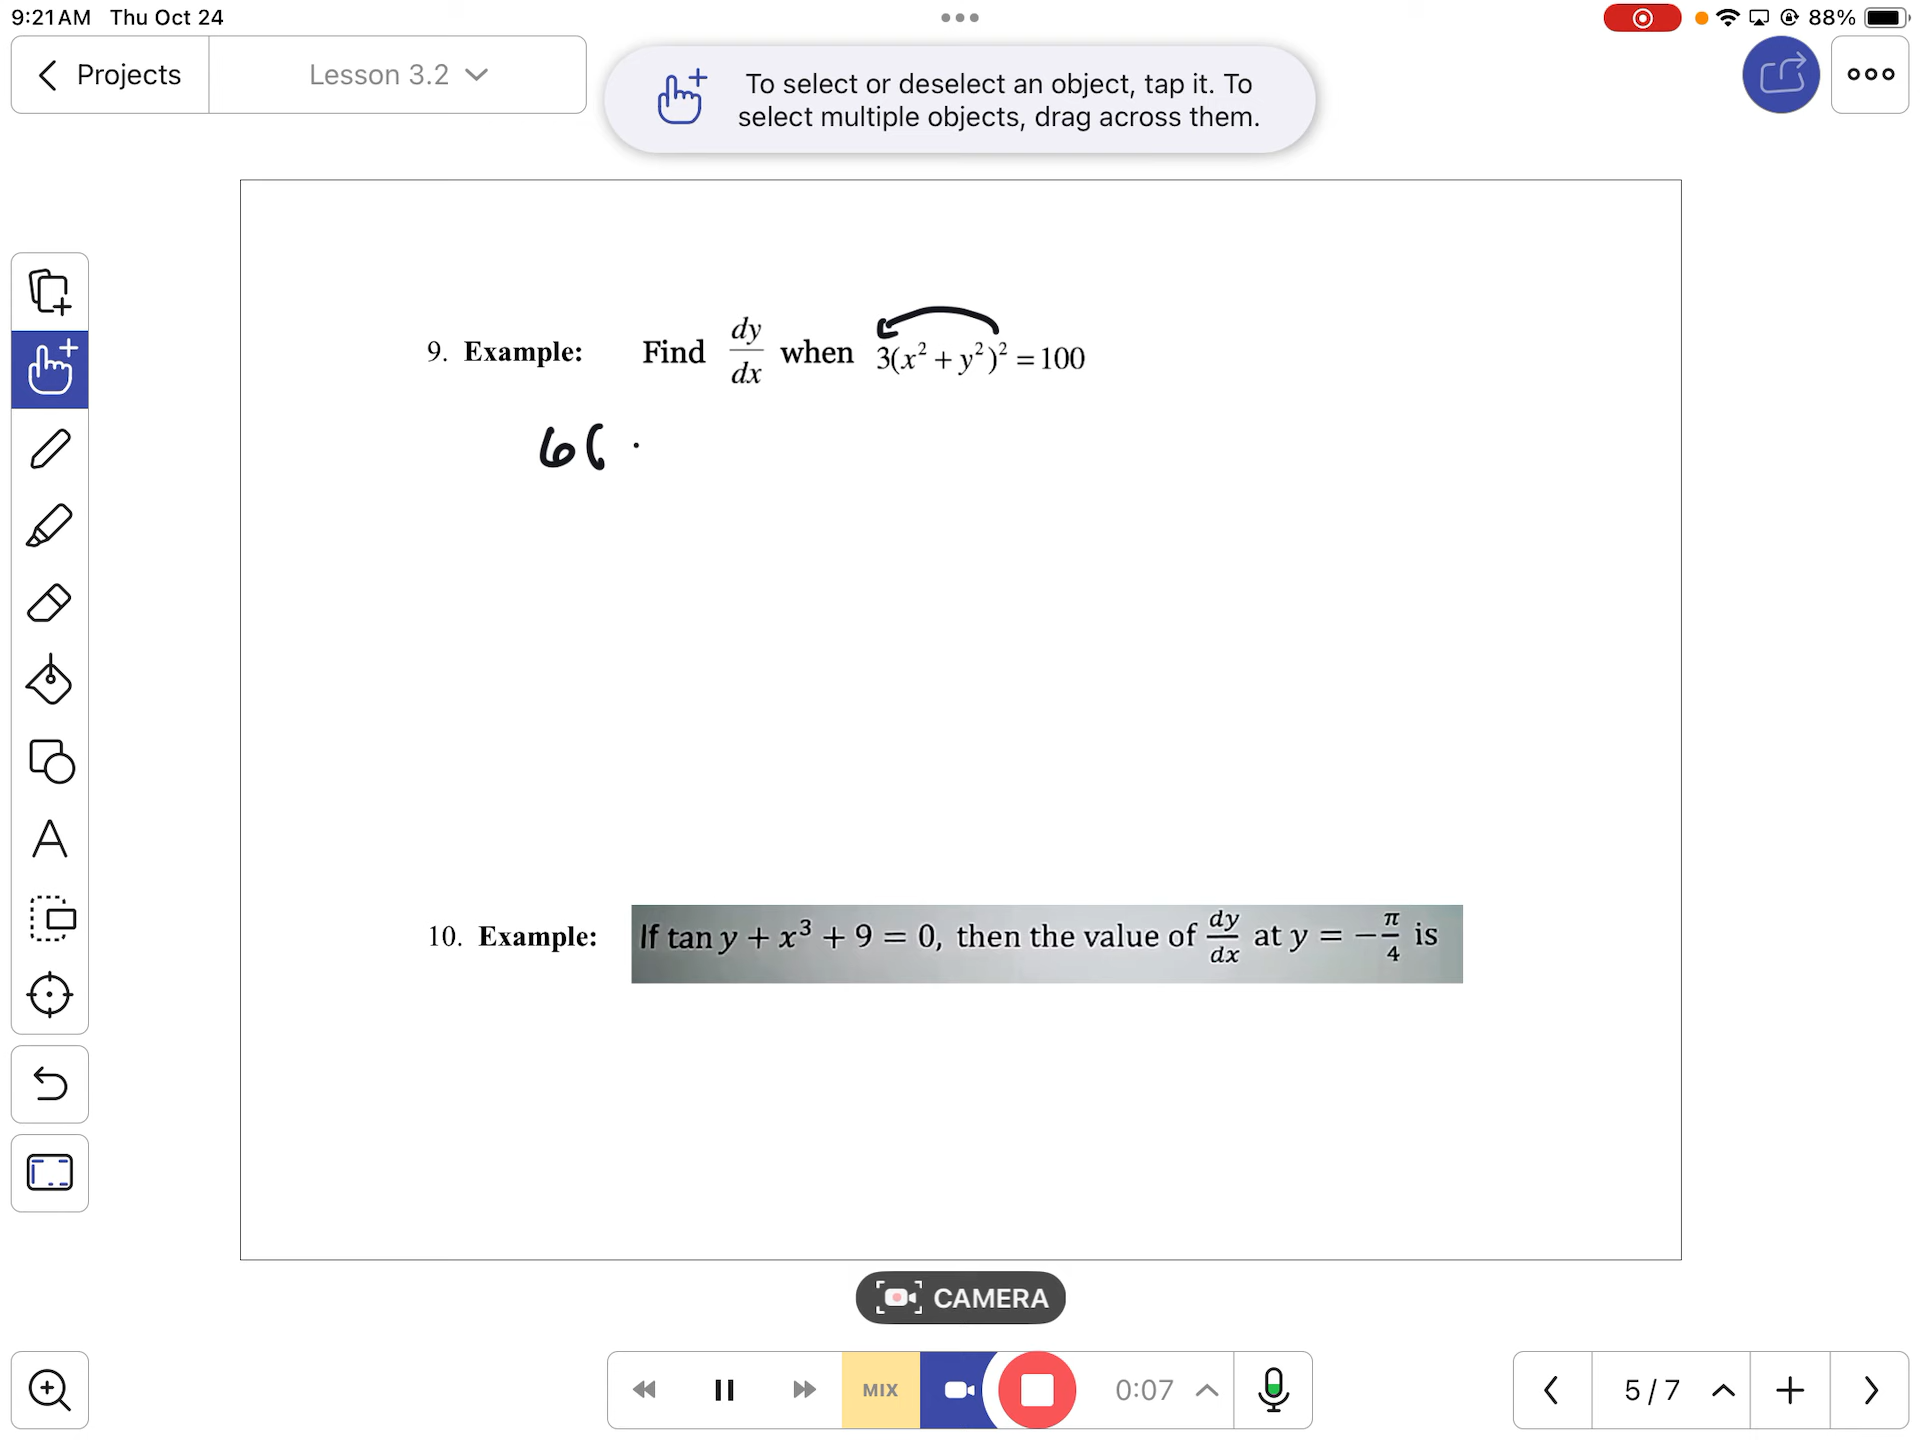 9:21 AM Thu Oct 24
88%
Projects
Lesson 3.2
To select or deselect an object, tap it. To
select multiple objects, drag across them.
9. Example: Find dy/dx when 3(x² + y²)² = 100
6( ·
10. Example: If tan y + x³ + 9 = 0, then the value of dy/dx at y = −π/4 is
A
CAMERA
MIX
0:07
5 / 7